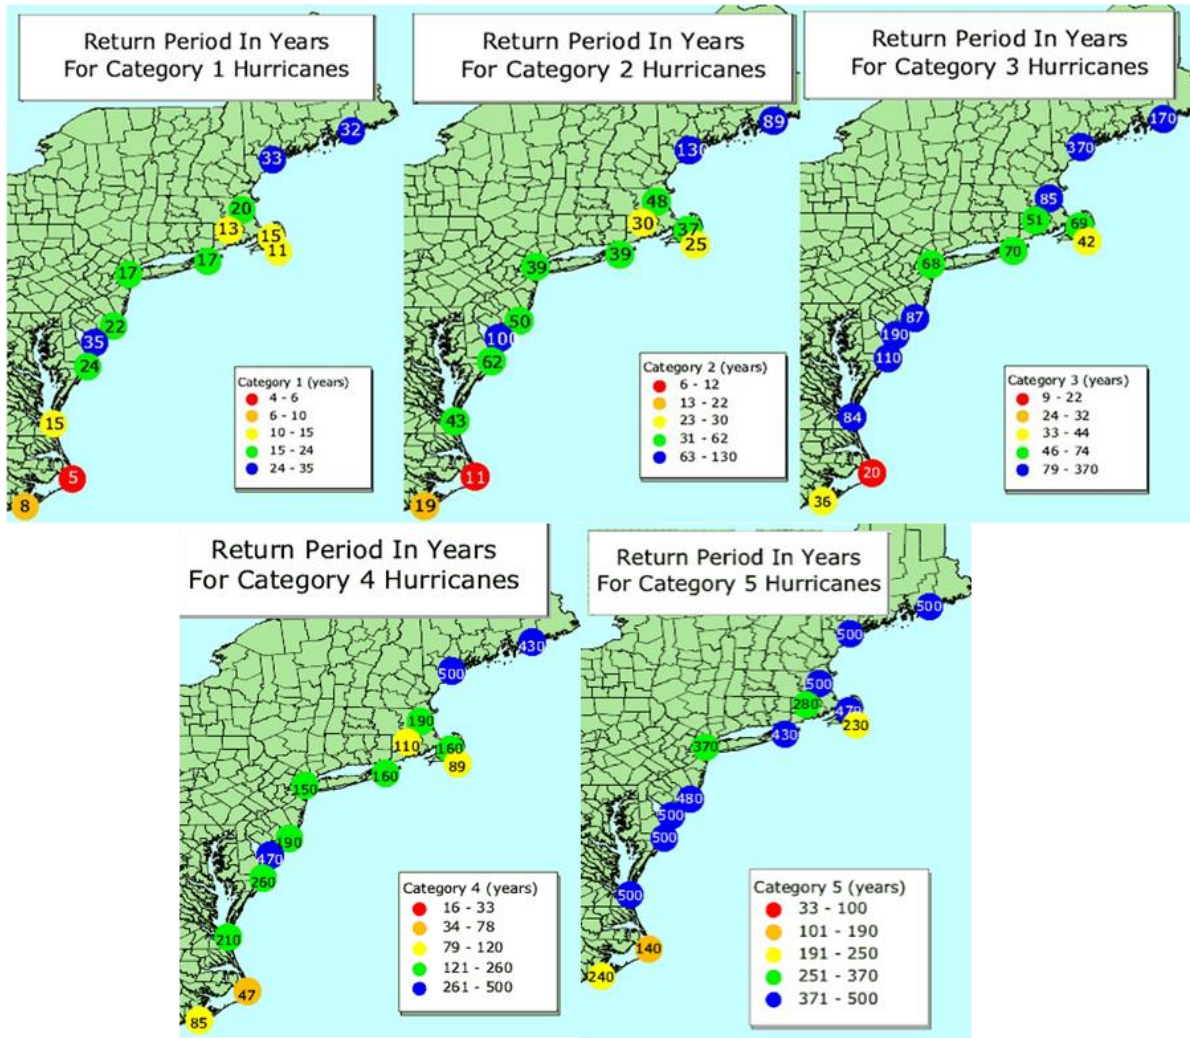 Return Period In Years
For Category 1 Hurricanes
32
33
20
13
15
11
17
17
22
35
24
15
5
8
Category 1 (years)
4 - 6
6 - 10
10 - 15
15 - 24
24 - 35
Return Period In Years
For Category 2 Hurricanes
89
130
48
30
37
25
39
39
50
100
62
43
11
19
Category 2 (years)
6 - 12
13 - 22
23 - 30
31 - 62
63 - 130
Return Period In Years
For Category 3 Hurricanes
170
370
85
51
69
42
70
68
87
190
110
84
20
36
Category 3 (years)
9 - 22
24 - 32
33 - 44
46 - 74
79 - 370
Return Period In Years
For Category 4 Hurricanes
430
500
190
110
160
89
160
150
190
470
260
210
47
85
Category 4 (years)
16 - 33
34 - 78
79 - 120
121 - 260
261 - 500
Return Period In Years
For Category 5 Hurricanes
500
500
500
280
470
230
430
370
480
500
500
500
140
240
Category 5 (years)
33 - 100
101 - 190
191 - 250
251 - 370
371 - 500